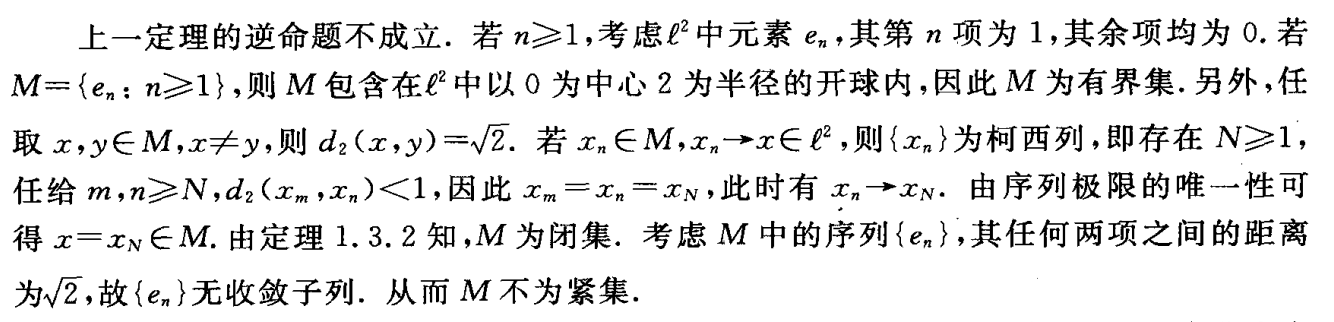 上一定理的逆命题不成立. 若 n≥1,考虑ℓ²中元素 eₙ,其第 n 项为 1,其余项均为 0. 若
M={eₙ: n≥1},则 M 包含在ℓ²中以 0 为中心 2 为半径的开球内,因此 M 为有界集. 另外,任
取 x,y∈M,x≠y,则 d₂(x,y)=√2. 若 xₙ∈M,xₙ→x∈ℓ²,则{xₙ}为柯西列,即存在 N≥1,
任给 m,n≥N,d₂(xₘ,xₙ)<1,因此 xₘ=xₙ=x_N,此时有 xₙ→x_N. 由序列极限的唯一性可
得 x=x_N∈M. 由定理 1.3.2 知,M 为闭集. 考虑 M 中的序列{eₙ},其任何两项之间的距离
为√2,故{eₙ}无收敛子列. 从而 M 不为紧集.